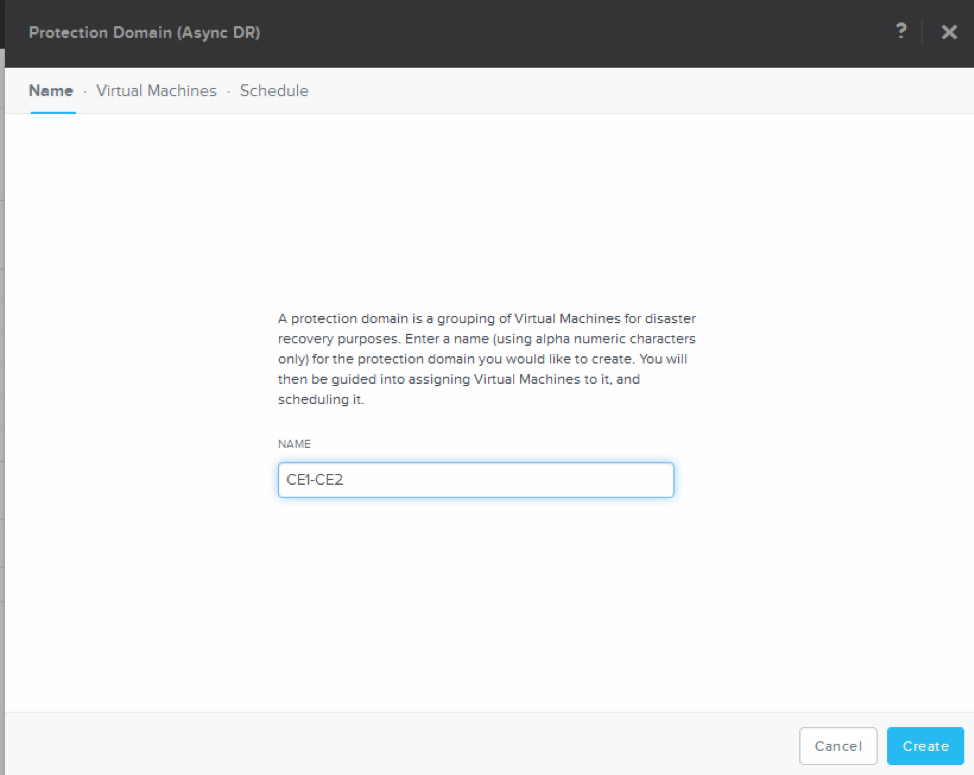 Protection Domain (Async DR)
?
Name · Virtual Machines · Schedule
A protection domain is a grouping of Virtual Machines for disaster
recovery purposes. Enter a name (using alpha numeric characters
only) for the protection domain you would like to create. You will
then be guided into assigning Virtual Machines to it, and
scheduling it.
NAME
CE1-CE2
Cancel
Create